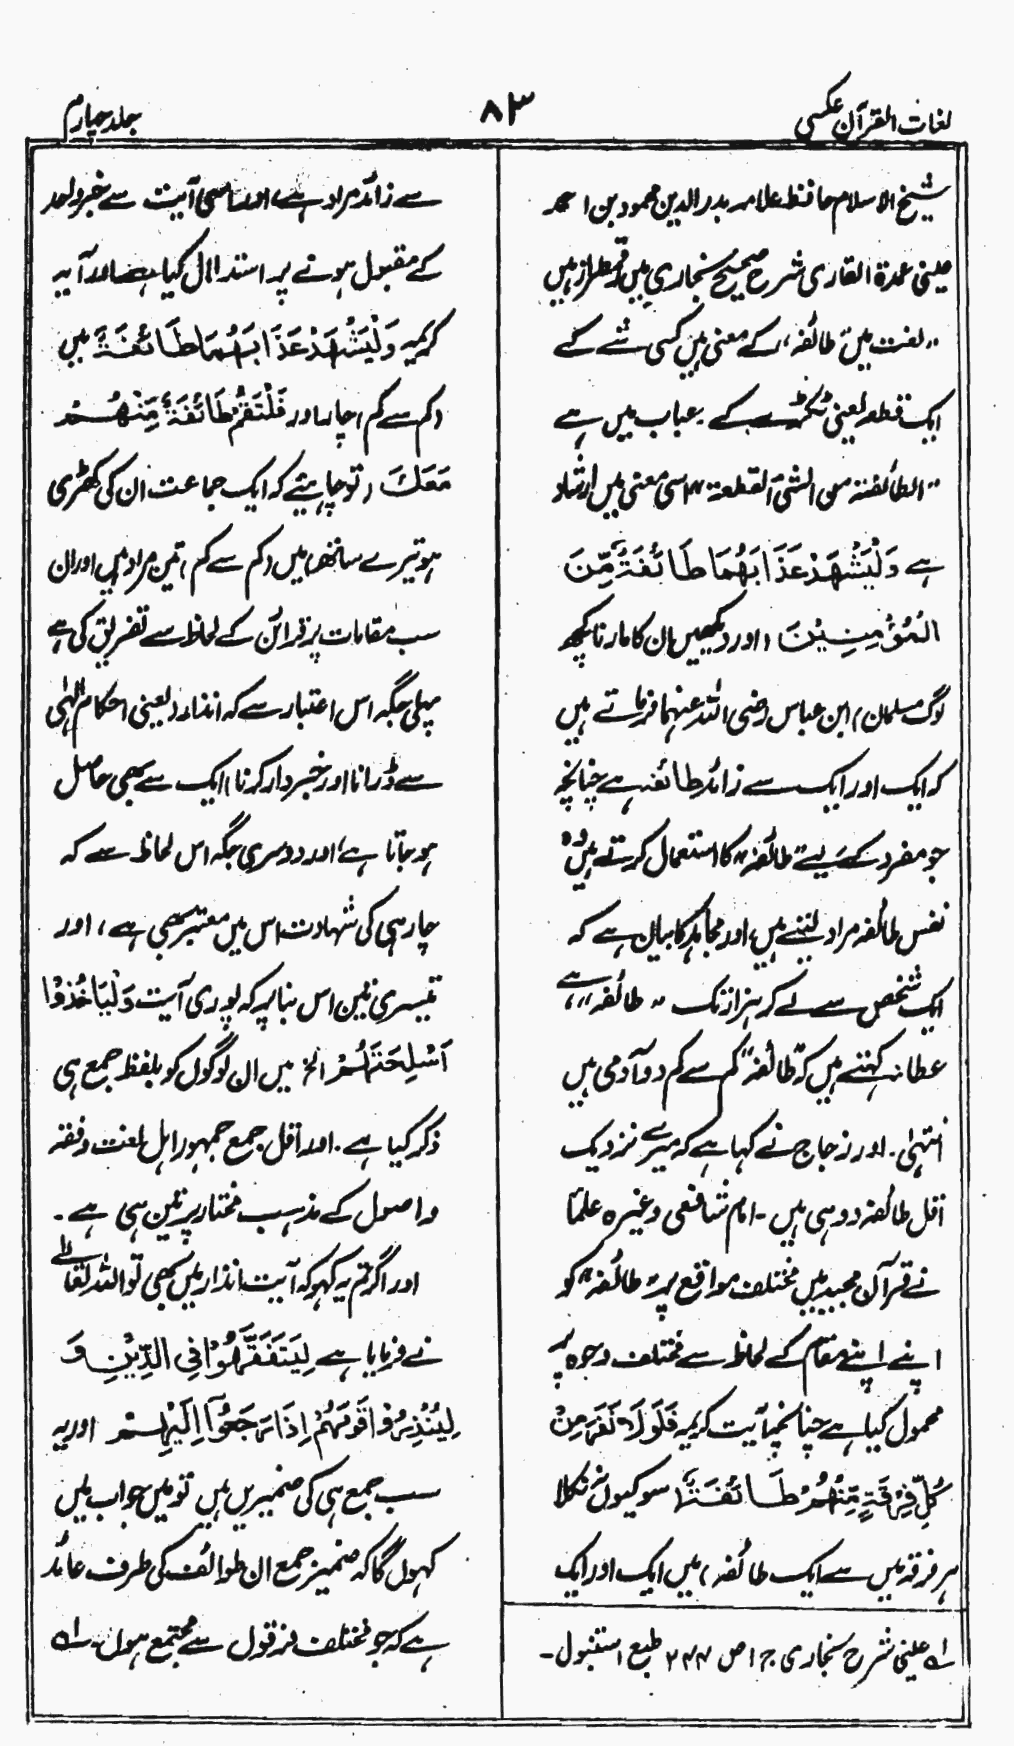 لغات القرآن عکسی
۸۳
جلد چہارم
شیخ الاسلام حافظ علامہ بدرالدین محمود بن احمد
عینی عمدۃ القاری شرح صحیح بخاری میں رقمطراز ہیں
"لغت میں "طائفہ" کے معنی ہیں کسی شئے کے
ایک قطعہ یعنی ٹکڑے کے۔ عباب میں ہے
"الطائفۃ من الشئ القطعۃ" اسی معنی میں ارشاد
ہے وَلْیَشْهَدْ عَذَابَهُمَا طَائِفَةٌ مِّنَ
الْمُؤْمِنِيْنَ (اور دیکھیں ان کا مارنا کچھ
لوگ مسلمان) ابن عباس رضی اللہ عنہما فرماتے ہیں
کہ ایک اور ایک سے زائد طائفہ ہے چنانچہ
جو مفرد کے لیے "طائفہ" کا استعمال کرتے ہیں وہ
نفس طائفہ مراد لیتے ہیں، اور مجاہد کا بیان ہے کہ
ایک شخص سے لے کر ہزار تک "طائفہ" ہے،
عطاء کہتے ہیں کہ "طائفہ" کم سے کم دو آدمی ہیں
انتہٰی۔ اور زجاج نے کہا ہے کہ میرے نزدیک
اقل طائفہ دو ہی ہیں۔ امام شافعی وغیرہ علماء
نے قرآن مجید میں مختلف مواقع پر "طائفہ" کو
اپنے اپنے مقام کے لحاظ سے مختلف وجوہ پر
محمول کیا ہے چنانچہ آیت کریمہ فَلَوْلَا نَفَرَ مِنْ
كُلِّ فِرْقَةٍ مِّنْهُمْ طَائِفَةٌ (سو کیوں نہ نکلا
ہر فرقہ میں سے ایک طائفہ) میں ایک اور ایک
لہ عینی شرح بخاری ج ۱ ص ۲۴۴ طبع استنبول۔
سے زائد مراد ہے، اور اسی آیت سے خبر واحد
کے مقبول ہونے پر استدلال کیا ہے اور آیہ
کریمہ وَلْيَشْهَدْ عَذَابَهُمَا طَائِفَةٌ میں
(کم سے کم) چار اور فَلْتَقُمْ طَائِفَةٌ مِّنْهُمْ
مَعَكَ (تو چاہیئے کہ ایک جماعت ان کی کھڑی
ہو تیرے ساتھ) میں (کم سے کم) تین مراد ہیں اور ان
سب مقامات پر قرائن کے لحاظ سے تفریق کی ہے
پہلی جگہ اس اعتبار سے کہ انذار (یعنی احکام الٰہی
سے ڈرانا اور خبردار کرنا) ایک سے بھی حاصل
ہو جاتا ہے، اور دوسری جگہ اس لحاظ سے کہ
چار ہی کی شہادت اس میں معتبر بھی ہے، اور
تیسری میں اس بنا پر کہ پوری آیت وَلْيَاْخُذُوْا
اَسْلِحَتَهُمْ الخ میں ان لوگوں کو بلفظ جمع ہی
ذکر کیا ہے۔ اور اقل جمع جمہور اہل لغت و فقہ
و اصول کے مذہب مختار پر تین ہی ہے۔
اور اگر تم یہ کہو کہ آیت انذار میں بھی تو اللہ تعالےٰ
نے فرمایا ہے لِيَتَفَقَّهُوْا فِى الدِّيْنِ وَ
لِيُنْذِرُوْا قَوْمَهُمْ اِذَا رَجَعُوْآ اِلَيْهِمْ اور یہ
سب جمع ہی کی ضمیریں ہیں تو میں جواب میں
کہوں گا کہ ضمیر جمع ان طوائف کی طرف عائد
ہے کہ جو مختلف فرقوں سے مجتمع ہوں۔ لہ